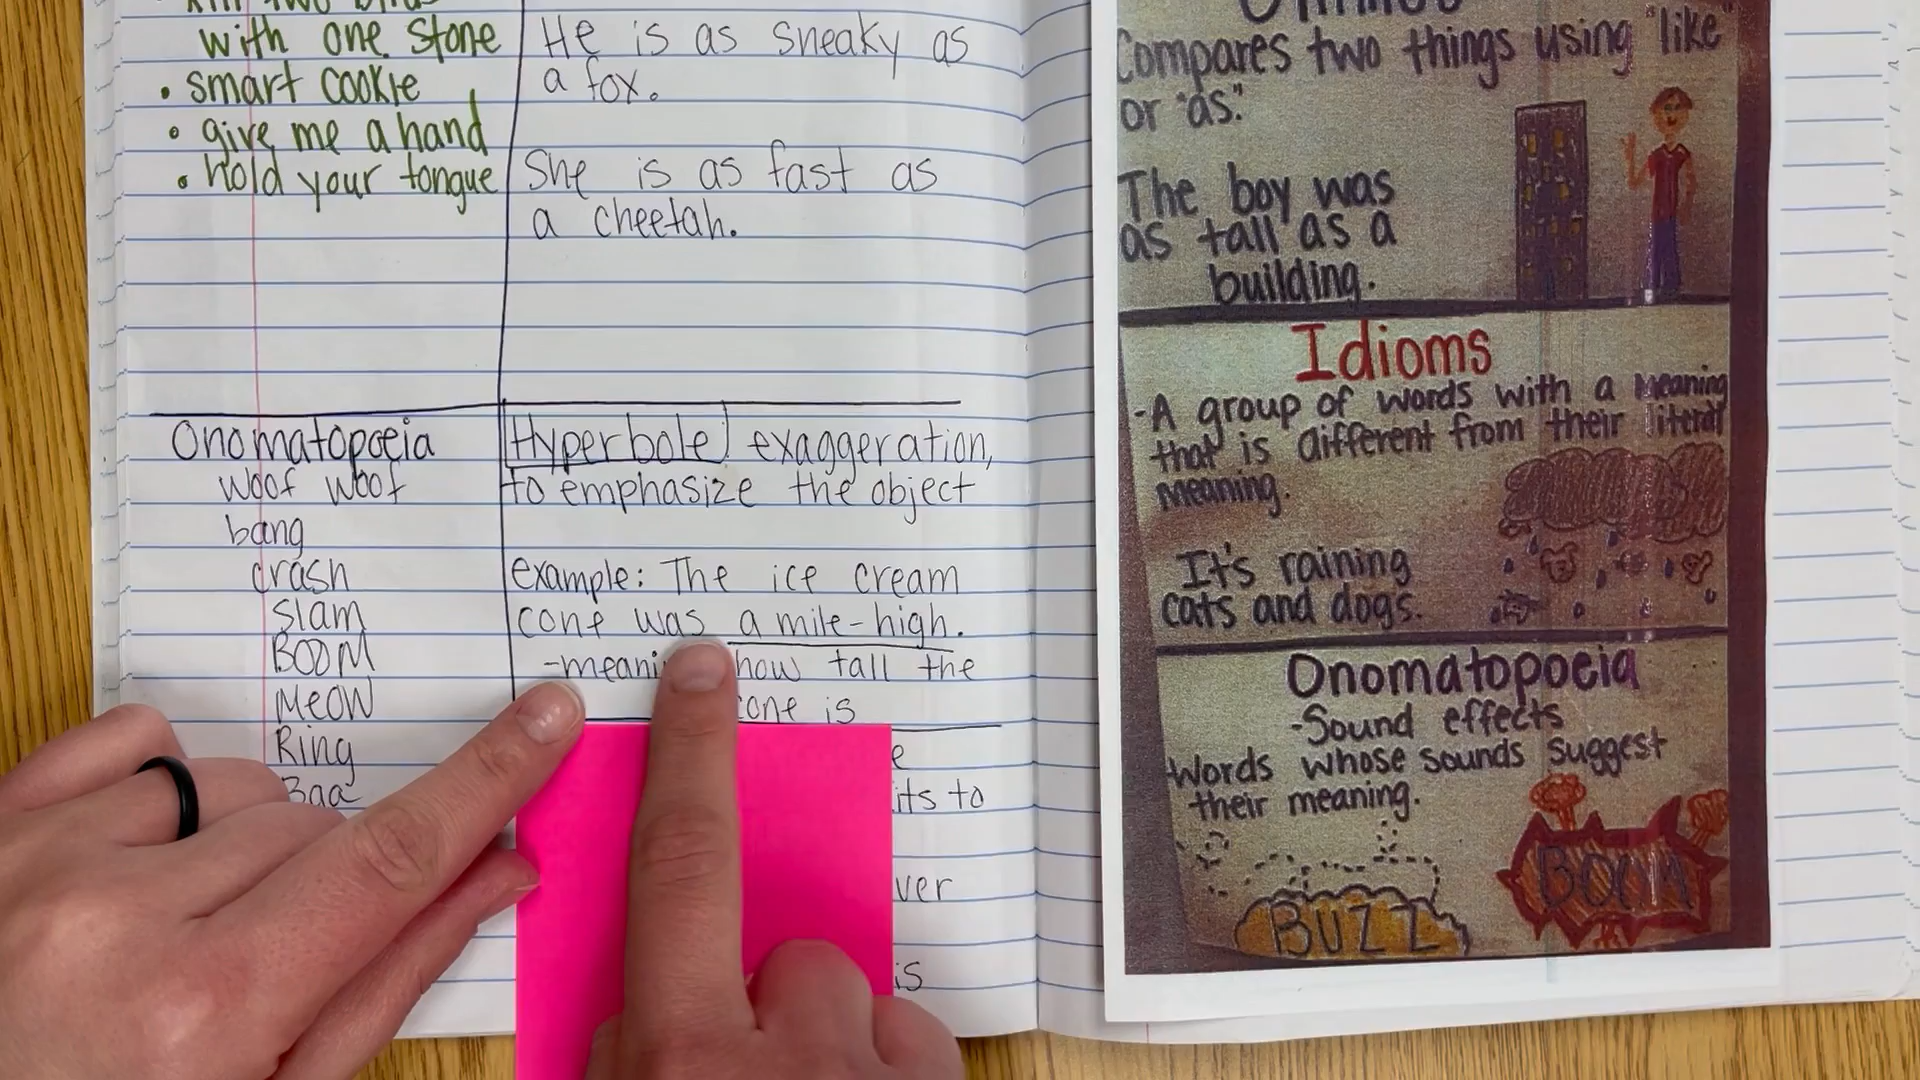 with one stone
• smart cookie
• give me a hand
• hold your tongue
He is as sneaky as
a fox.
She is as fast as
a cheetah.
Onomatopoeia
woof woof
bang
crash
slam
BOOM
MEOW
Ring
Baa
Hyperbole exaggeration,
to emphasize the object
example: The ice cream
cone was a mile-high.
how tall the
cone is
its to
is
Compares two things using "like"
or "as."
The boy was
as tall as a
building.
Idioms
-A group of words with a meaning
that is different from their literal
meaning.
It's raining
cats and dogs.
Onomatopoeia
-Sound effects
-Words whose sounds suggest
their meaning.
BUZZ
BOOM